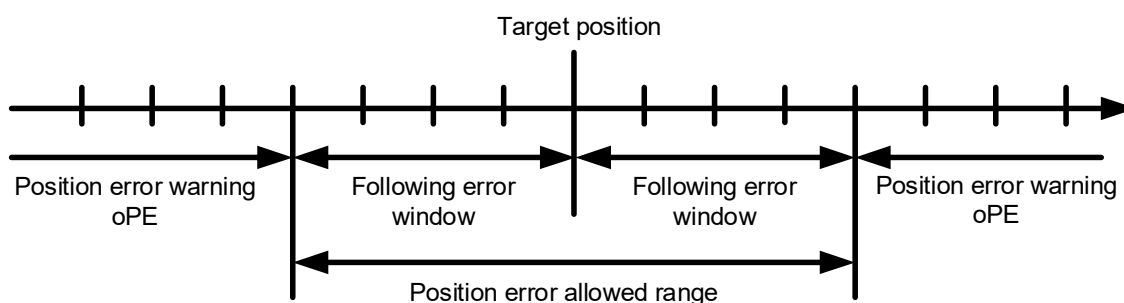 Target position
Position error warning
oPE
Following error
window
Following error
window
Position error warning
oPE
Position error allowed range